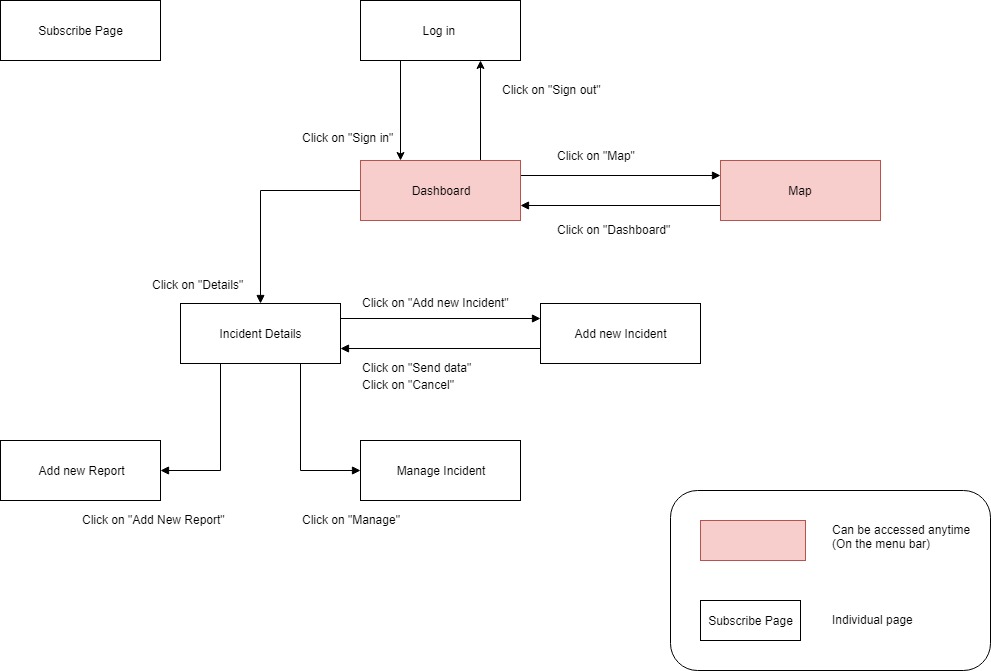 Subscribe Page
Log in
Click on "Sign out"
Click on "Sign in"
Click on "Map"
Dashboard
Map
Click on "Dashboard"
Click on "Details"
Click on "Add new Incident"
Incident Details
Add new Incident
Click on "Send data"
Click on "Cancel"
Add new Report
Manage Incident
Click on "Add New Report"
Click on "Manage"
Can be accessed anytime
(On the menu bar)
Subscribe Page
Individual page